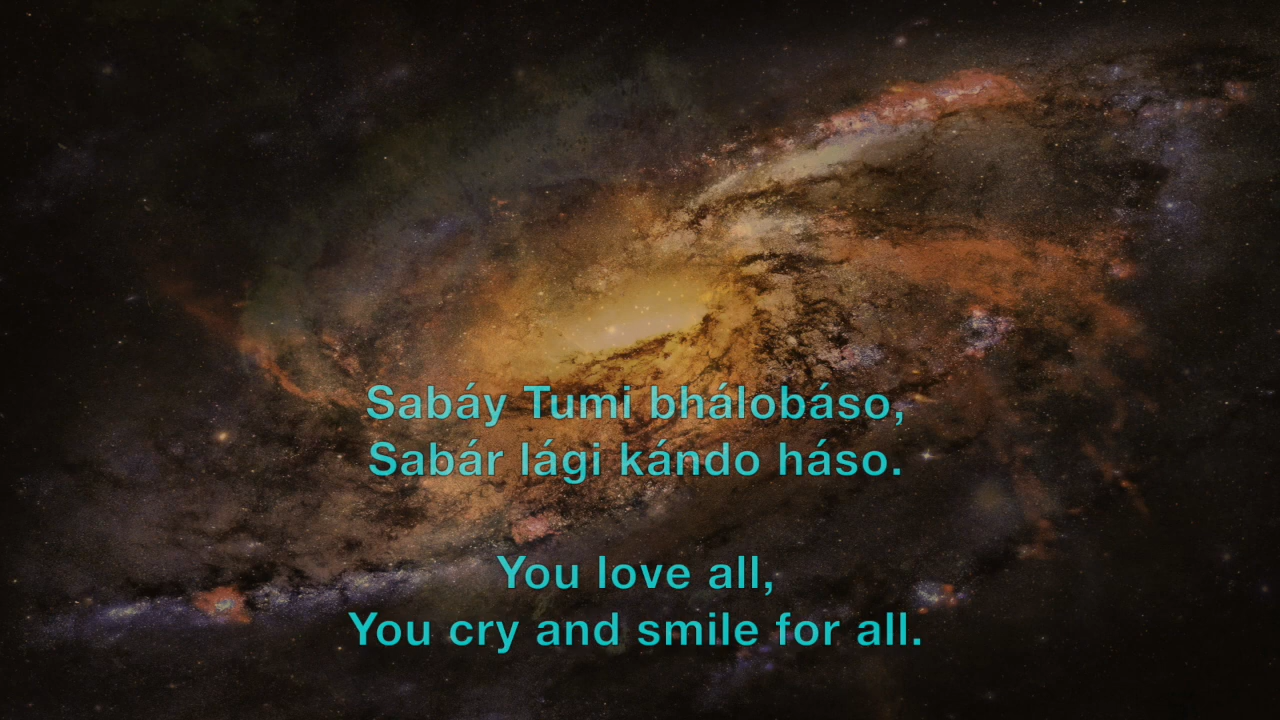 Sabáy Tumi bhálobáso,
Sabár lági kándo háso.
You love all,
You cry and smile for all.